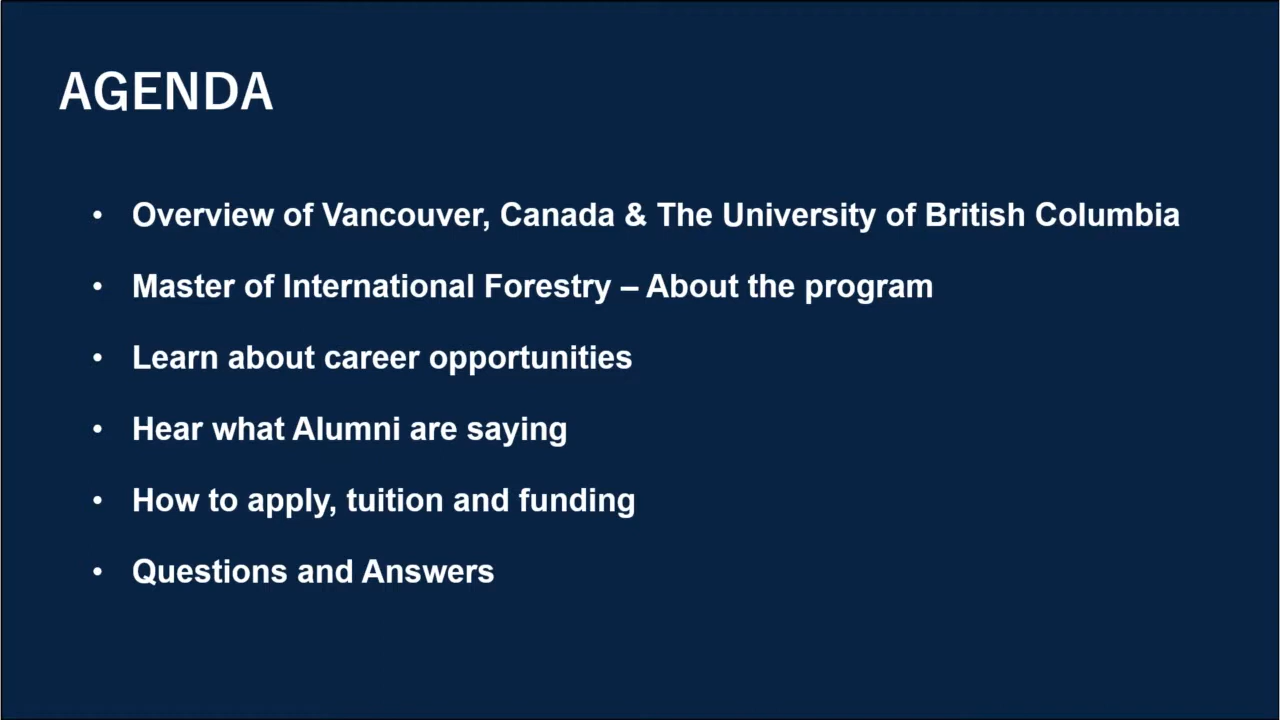 AGENDA
• Overview of Vancouver, Canada & The University of British Columbia
• Master of International Forestry – About the program
• Learn about career opportunities
• Hear what Alumni are saying
• How to apply, tuition and funding
• Questions and Answers